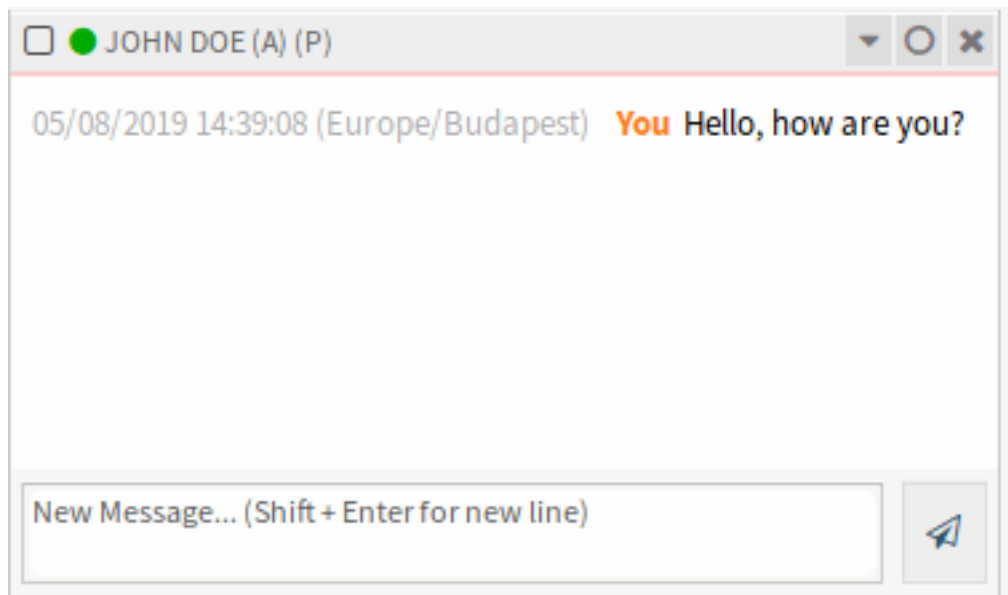 JOHN DOE (A) (P)
05/08/2019 14:39:08 (Europe/Budapest) You Hello, how are you?
New Message... (Shift + Enter for new line)